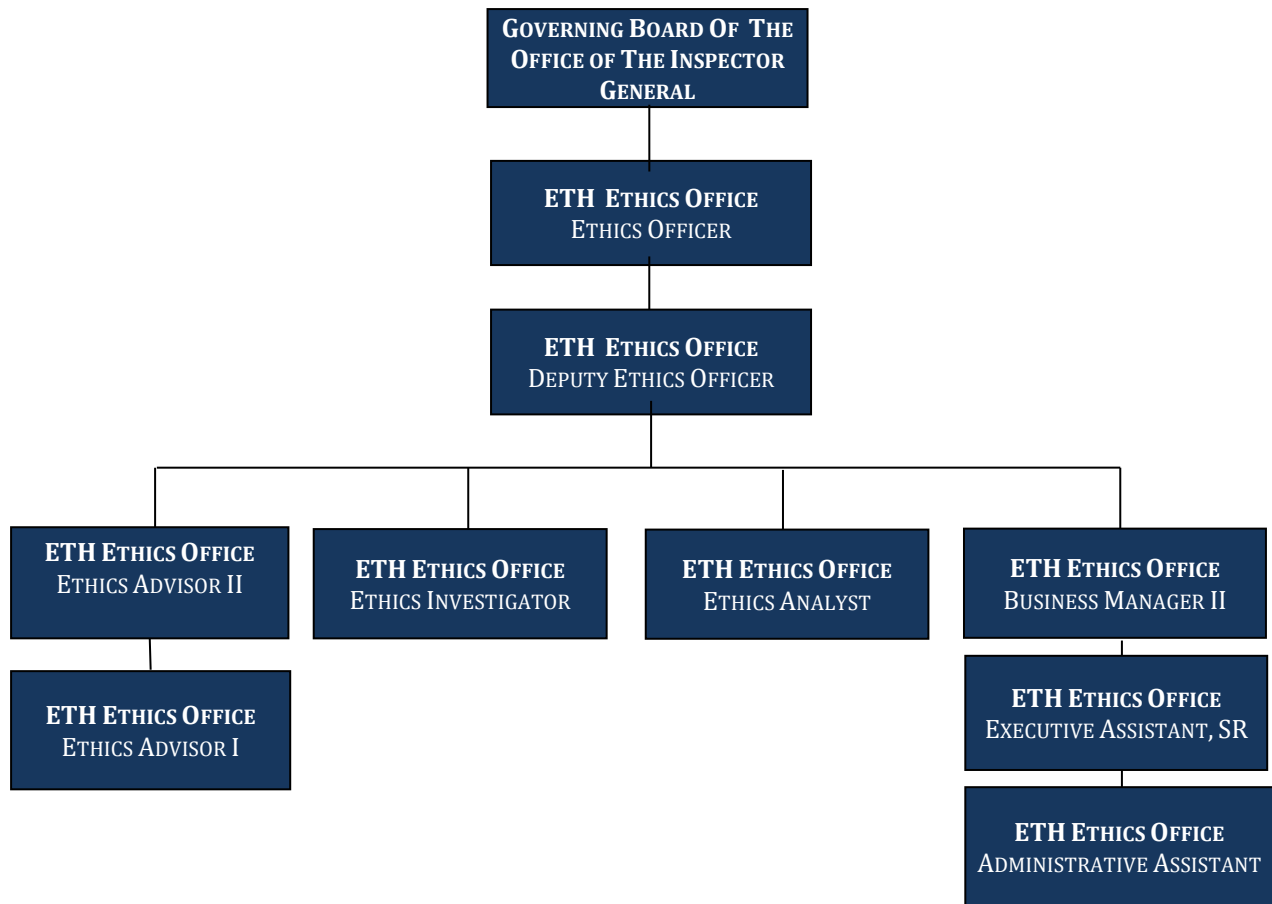 GOVERNING BOARD OF THE
OFFICE OF THE INSPECTOR
GENERAL
ETH ETHICS OFFICE
ETHICS OFFICER
ETH ETHICS OFFICE
DEPUTY ETHICS OFFICER
ETH ETHICS OFFICE
ETHICS ADVISOR II
ETH ETHICS OFFICE
ETHICS INVESTIGATOR
ETH ETHICS OFFICE
ETHICS ANALYST
ETH ETHICS OFFICE
BUSINESS MANAGER II
ETH ETHICS OFFICE
ETHICS ADVISOR I
ETH ETHICS OFFICE
EXECUTIVE ASSISTANT, SR
ETH ETHICS OFFICE
ADMINISTRATIVE ASSISTANT